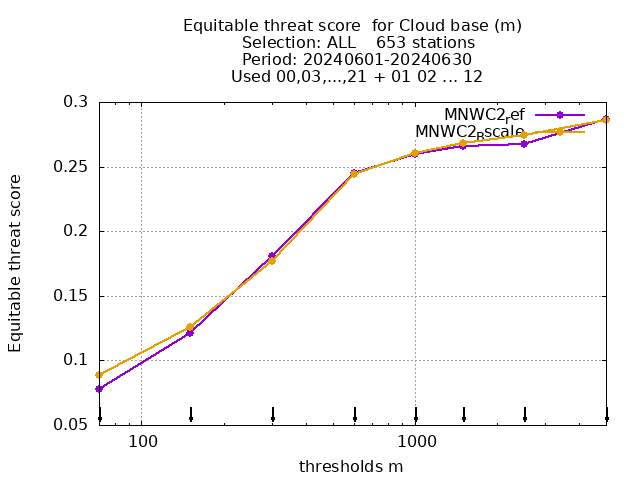 Equitable threat score  for Cloud base (m)
Selection: ALL    653 stations
Period: 20240601-20240630
Used 00,03,...,21 + 01 02 ... 12
MNWC2_ref
MNWC2_Bscale
0.3
0.25
0.2
0.15
0.1
0.05
Equitable threat score
100
1000
thresholds m